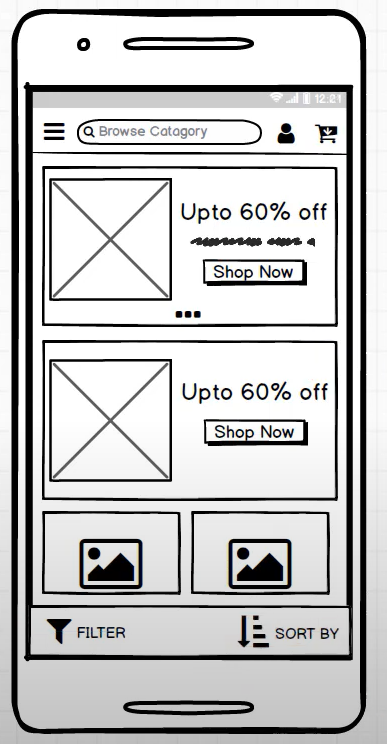 12:21
Browse Catagory
Upto 60% off
Shop Now
Upto 60% off
Shop Now
FILTER
SORT BY